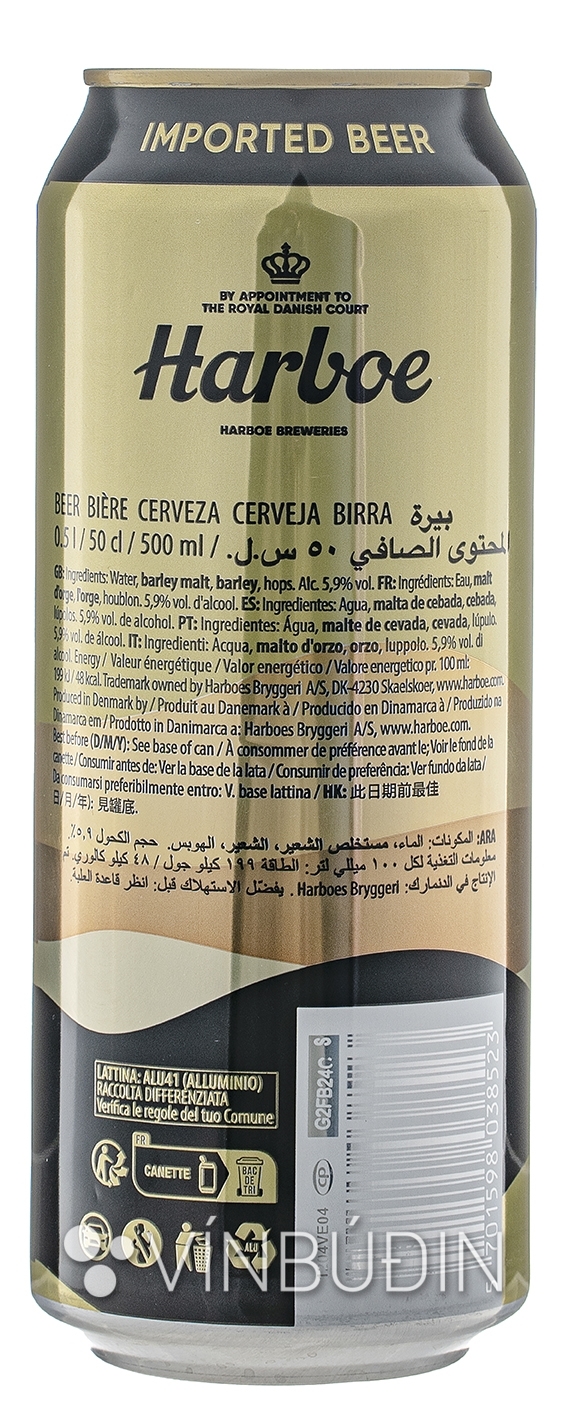 IMPORTED BEER
BY APPOINTMENT TO
THE ROYAL DANISH COURT
Harboe
HARBOE BREWERIES
BEER BIÈRE CERVEZA CERVEJA BIRRA بيرة
0.5 l / 50 cl / 500 ml / المحتوى الصافي ٥٠ س.ل.
GB: Ingredients: Water, barley malt, barley, hops. Alc. 5,9% vol. FR: Ingrédients: Eau, malt
d'orge, l'orge, houblon. 5,9% vol. d'alcool. ES: Ingredientes: Agua, malta de cebada, cebada,
lúpulos. 5,9% vol. de alcohol. PT: Ingredientes: Água, malte de cevada, cevada, lúpulo.
5,9% vol. de álcool. IT: Ingredienti: Acqua, malto d'orzo, orzo, luppolo. 5,9% vol. di
alcool. Energy / Valeur énergétique / Valor energético / Valore energetico pr. 100 ml:
199 kJ / 48 kcal. Trademark owned by Harboes Bryggeri A/S, DK-4230 Skaelskoer, www.harboe.com.
Produced in Denmark by / Produit au Danemark à / Producido en Dinamarca à / Produzido na
Dinamarca em / Prodotto in Danimarca a: Harboes Bryggeri A/S, www.harboe.com.
Best before (D/M/Y): See base of can / À consommer de préférence avant le; Voir le fond de la
canette / Consumir antes de: Ver la base de la lata / Consumir de preferência: Ver fundo da lata /
Da consumarsi preferibilmente entro: V. base lattina / HK: 此日期前最佳
日/月/年): 見罐底.
ARA: المكونات: الماء، مستخلص الشعير، الشعير، الهوبس. حجم الكحول ٥,٩٪.
معلومات التغذية لكل ١٠٠ ميللي لتر: الطاقة ١٩٩ كيلو جول / ٤٨ كيلو كالوري. تم
الإنتاج في الدنمارك: Harboes Bryggeri . يفضّل الاستهلاك قبل: انظر قاعدة العلبة.
LATTINA: ALU41 (ALLUMINIO)
RACCOLTA DIFFERENZIATA
Verifica le regole del tuo Comune
FR
CANETTE
BAC
DE
TRI
ALU
G2FB24C S
5 701598 038523
VÍNBÚÐIN